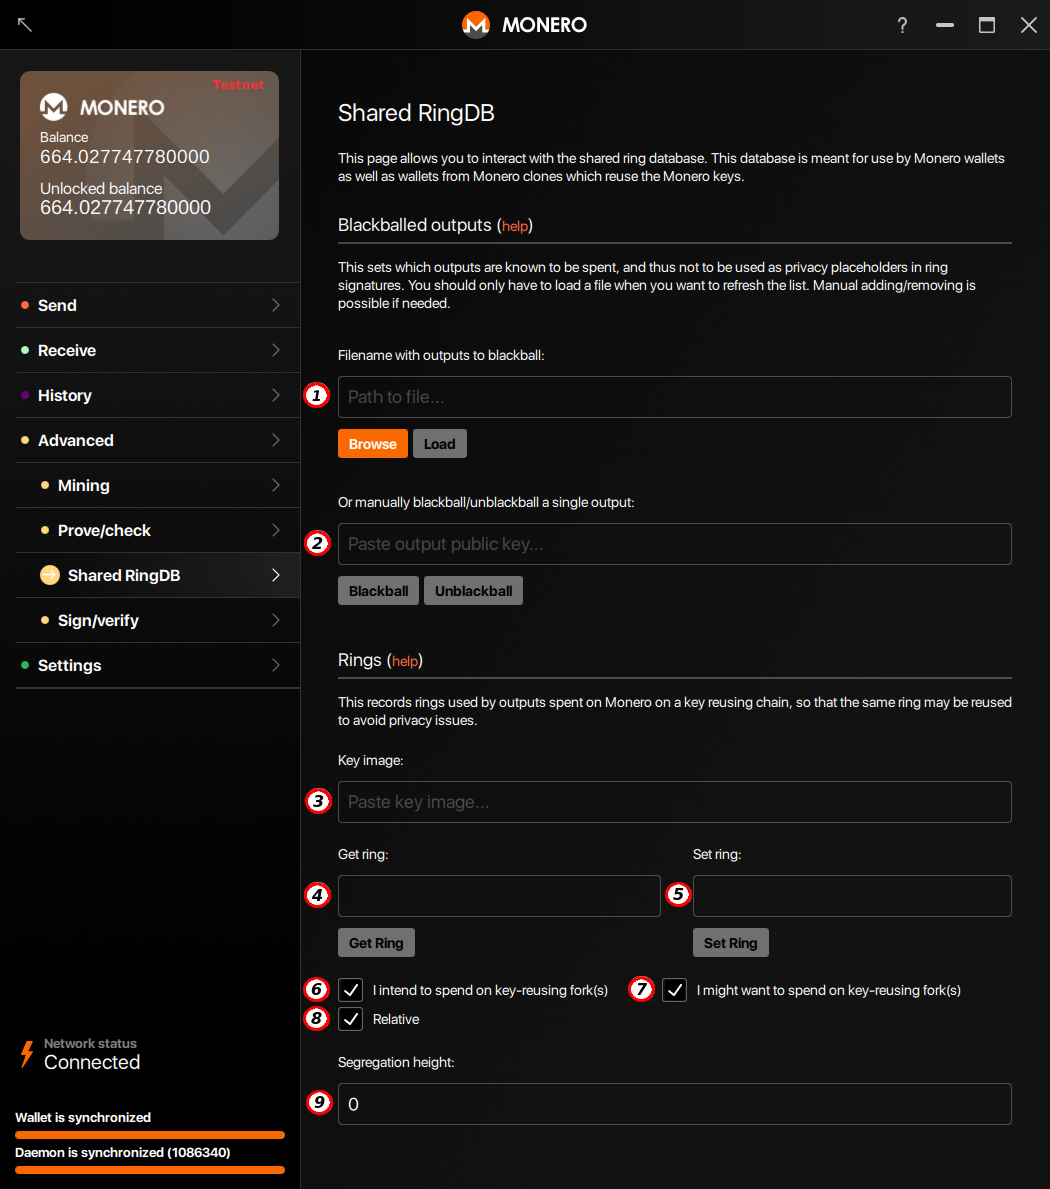 MONERO
?
Testnet
MONERO
Balance
664.027747780000
Unlocked balance
664.027747780000
Send
Receive
History
Advanced
Mining
Prove/check
Shared RingDB
Sign/verify
Settings
Network status
Connected
Wallet is synchronized
Daemon is synchronized (1086340)
Shared RingDB
This page allows you to interact with the shared ring database. This database is meant for use by Monero wallets
as well as wallets from Monero clones which reuse the Monero keys.
Blackballed outputs (help)
This sets which outputs are known to be spent, and thus not to be used as privacy placeholders in ring
signatures. You should only have to load a file when you want to refresh the list. Manual adding/removing is
possible if needed.
Filename with outputs to blackball:
1 Path to file...
Browse Load
Or manually blackball/unblackball a single output:
2 Paste output public key...
Blackball Unblackball
Rings (help)
This records rings used by outputs spent on Monero on a key reusing chain, so that the same ring may be reused
to avoid privacy issues.
Key image:
3 Paste key image...
Get ring: Set ring:
4 5
Get Ring Set Ring
6 I intend to spend on key-reusing fork(s) 7 I might want to spend on key-reusing fork(s)
8 Relative
Segregation height:
9 0